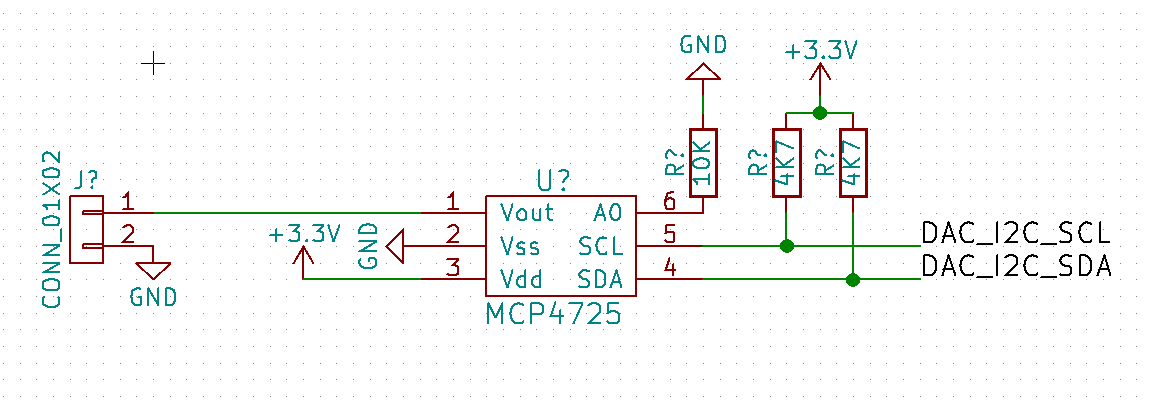 GND
+3.3V
R?
10K
R?
4K7
R?
4K7
CONN_01X02
J?
1
2
GND
+3.3V
GND
U?
1
2
3
Vout
Vss
Vdd
A0
SCL
SDA
6
5
4
MCP4725
DAC_I2C_SCL
DAC_I2C_SDA